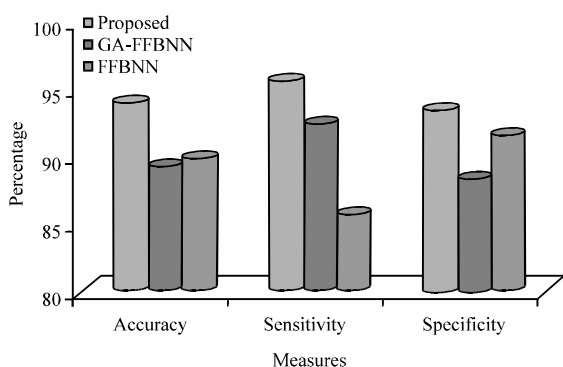 Proposed
GA-FFBNN
FFBNN
100
95
90
85
80
Percentage
Accuracy
Sensitivity
Specificity
Measures